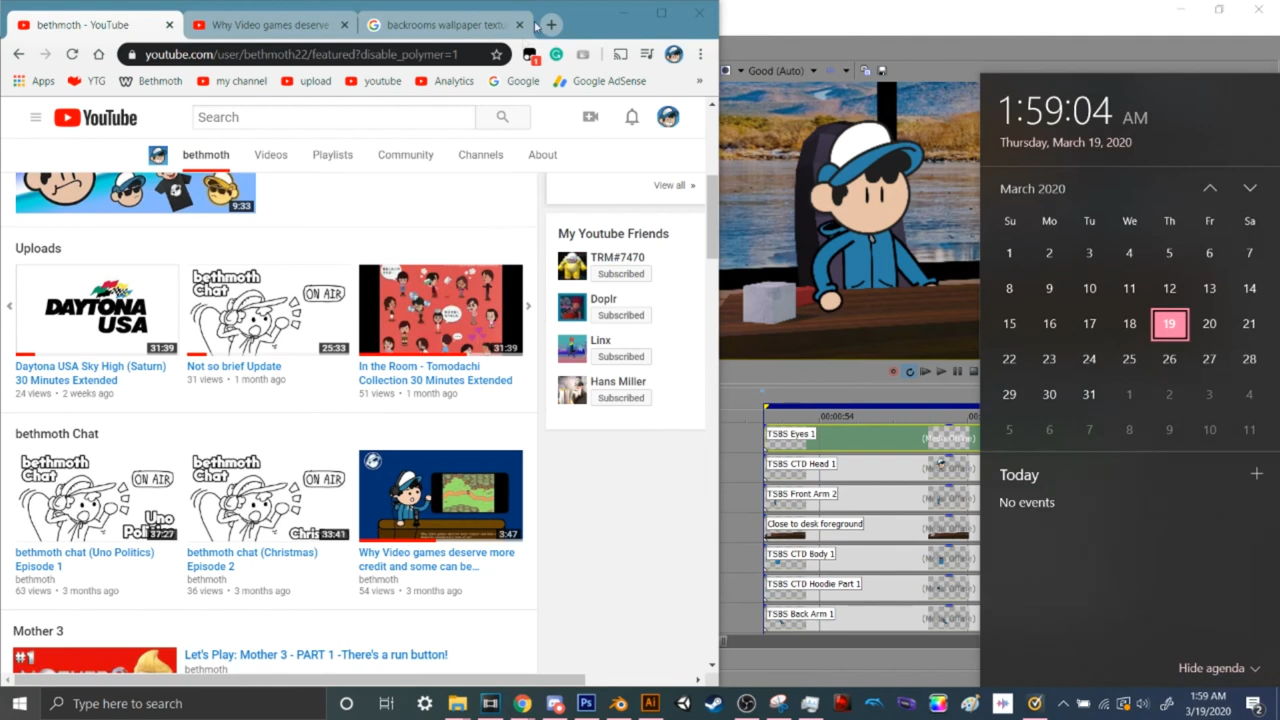 bethmoth - YouTube
Why Video games deserve
backrooms wallpaper textu
youtube.com/user/bethmoth22/featured?disable_polymer=1
1
Apps YTG Bethmoth my channel upload youtube Analytics Google Google AdSense »
YouTube
Search
bethmoth Videos Playlists Community Channels About
9:33
View all »
My Youtube Friends
TRM#7470
Subscribed
Doplr
Subscribed
Linx
Subscribed
Hans Miller
Subscribed
Uploads
DAYTONA
USA
31:39
bethmoth
Chat
ON AIR
25:33
31:39
Daytona USA Sky High (Saturn)
30 Minutes Extended
24 views • 2 weeks ago
Not so brief Update
31 views • 1 month ago
In the Room - Tomodachi
Collection 30 Minutes Extended
51 views • 1 month ago
bethmoth Chat
bethmoth
Chat
ON AIR
Uno
37:27
bethmoth
Chat
ON AIR
33:41
3:47
bethmoth chat (Uno Politics)
Episode 1
bethmoth
63 views • 3 months ago
bethmoth chat (Christmas)
Episode 2
bethmoth
36 views • 3 months ago
Why Video games deserve more
credit and some can be...
bethmoth
54 views • 3 months ago
Mother 3
#1
Let's Play: Mother 3 - PART 1 -There's a run button!
bethmoth
Good (Auto)
00:00:54
TSBS Eyes 1
TSBS CTD Head 1
TSBS Front Arm 2
Close to desk foreground
TSBS CTD Body 1
TSBS CTD Hoodie Part 1
TSBS Back Arm 1
1:59:04 AM
Thursday, March 19, 2020
March 2020
Su Mo Tu We Th Fr Sa
1 2 3 4 5 6 7
8 9 10 11 12 13 14
15 16 17 18 19 20 21
22 23 24 25 26 27 28
29 30 31 1 2 3 4
5 6 7 8 9 10 11
Today
No events
Hide agenda
Type here to search
1:59 AM
3/19/2020
2